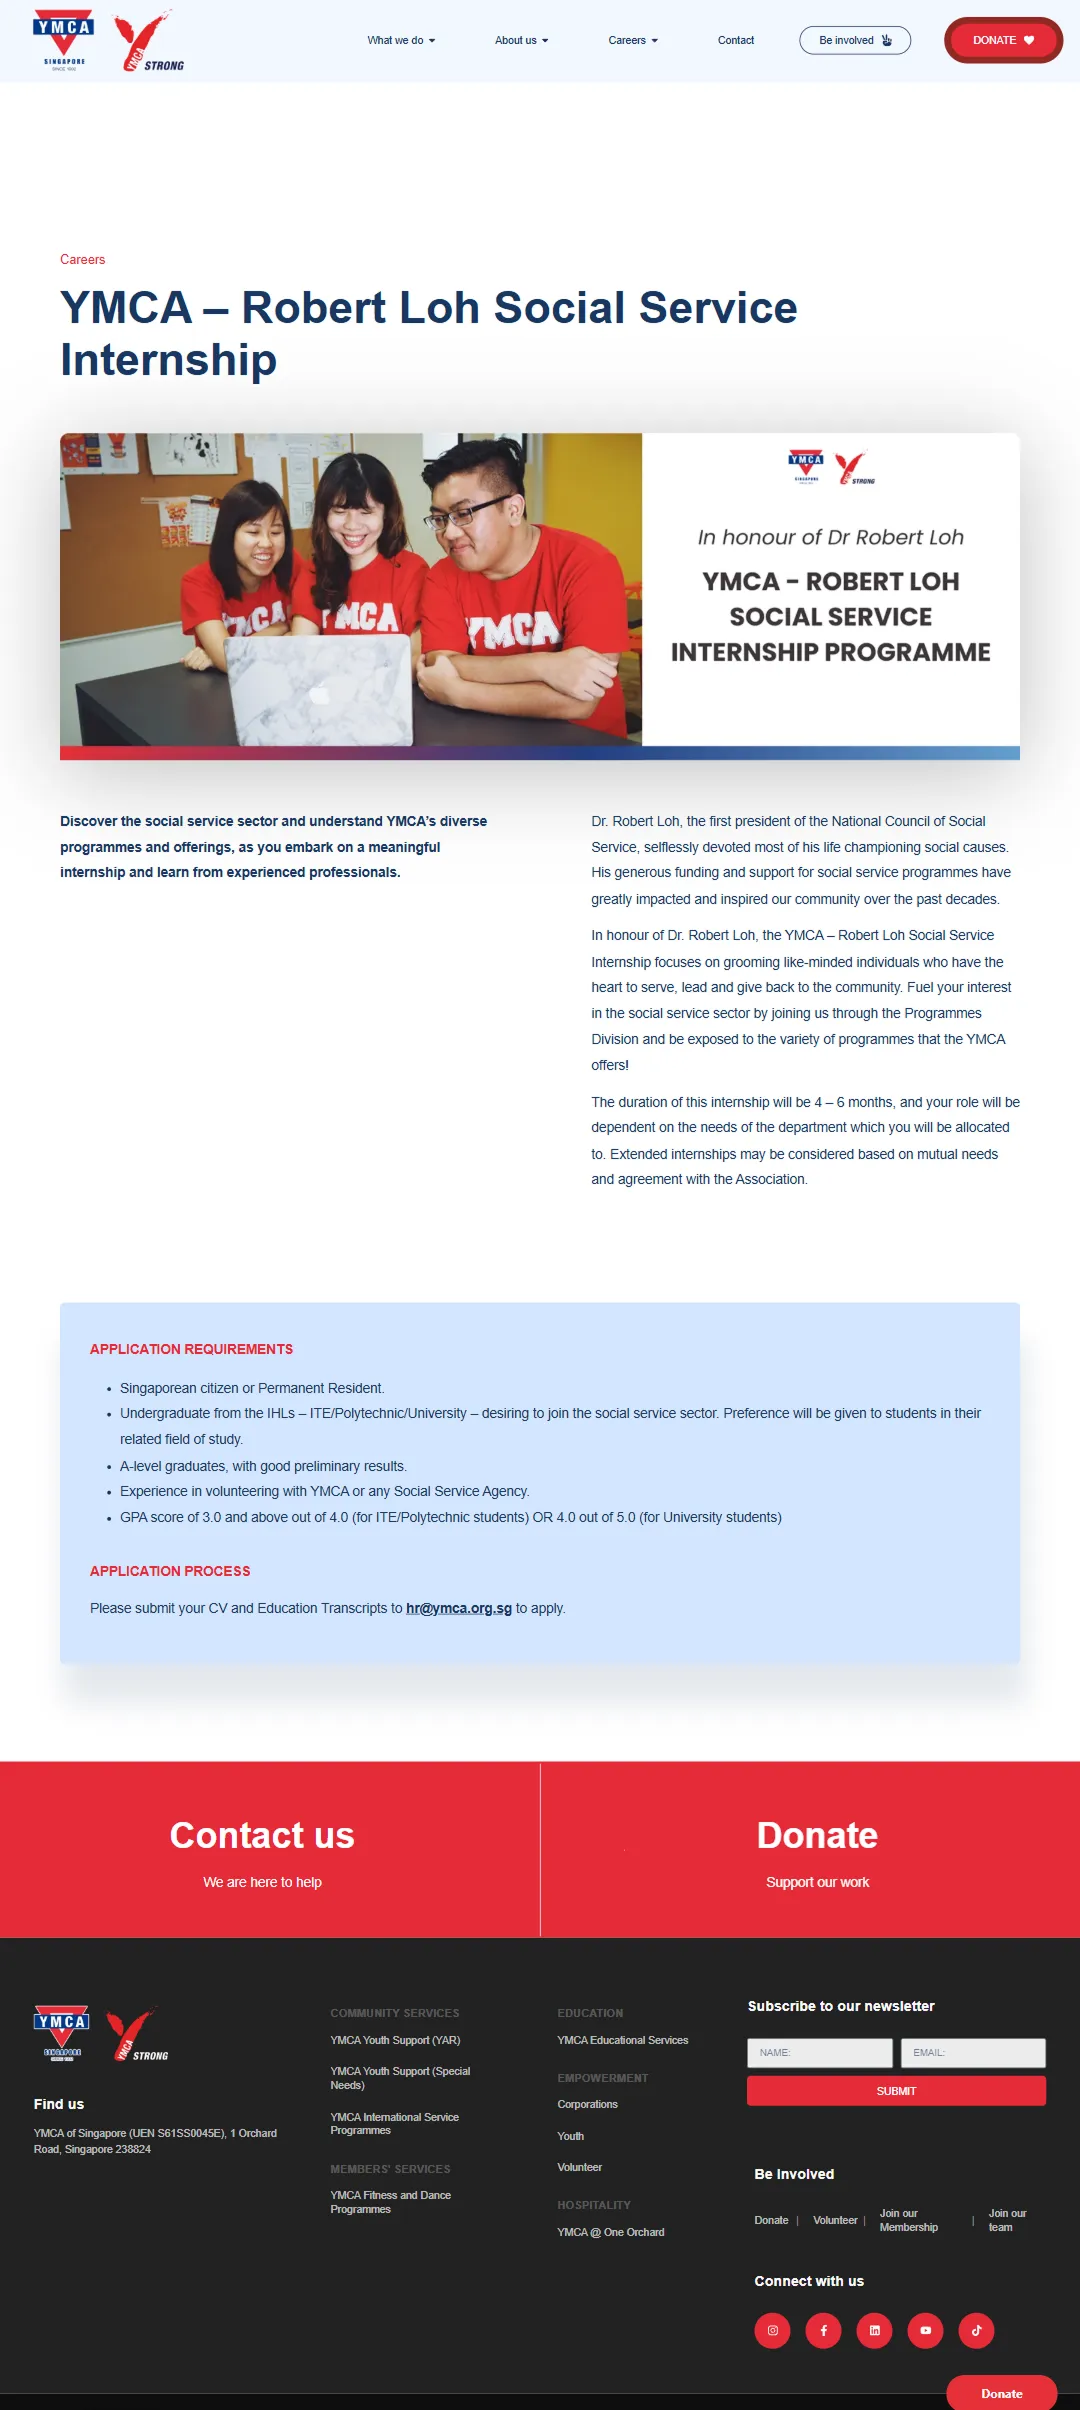 YMCA
SINGAPORE
SINCE 1902
YMCA
STRONG
What we do
About us
Careers
Contact
Be involved
DONATE
Careers
YMCA – Robert Loh Social Service
Internship
YMCA
YMCA
YMCA
YMCA
SINGAPORE
STRONG
In honour of Dr Robert Loh
YMCA - ROBERT LOH
SOCIAL SERVICE
INTERNSHIP PROGRAMME
Discover the social service sector and understand YMCA’s diverse
programmes and offerings, as you embark on a meaningful
internship and learn from experienced professionals.
Dr. Robert Loh, the first president of the National Council of Social
Service, selflessly devoted most of his life championing social causes.
His generous funding and support for social service programmes have
greatly impacted and inspired our community over the past decades.
In honour of Dr. Robert Loh, the YMCA – Robert Loh Social Service
Internship focuses on grooming like-minded individuals who have the
heart to serve, lead and give back to the community. Fuel your interest
in the social service sector by joining us through the Programmes
Division and be exposed to the variety of programmes that the YMCA
offers!
The duration of this internship will be 4 – 6 months, and your role will be
dependent on the needs of the department which you will be allocated
to. Extended internships may be considered based on mutual needs
and agreement with the Association.
APPLICATION REQUIREMENTS
• Singaporean citizen or Permanent Resident.
• Undergraduate from the IHLs – ITE/Polytechnic/University – desiring to join the social service sector. Preference will be given to students in their
related field of study.
• A-level graduates, with good preliminary results.
• Experience in volunteering with YMCA or any Social Service Agency.
• GPA score of 3.0 and above out of 4.0 (for ITE/Polytechnic students) OR 4.0 out of 5.0 (for University students)
APPLICATION PROCESS
Please submit your CV and Education Transcripts to hr@ymca.org.sg to apply.
Contact us
We are here to help
Donate
Support our work
YMCA
SINGAPORE
SINCE 1902
YMCA
STRONG
Find us
YMCA of Singapore (UEN S61SS0045E), 1 Orchard
Road, Singapore 238824
COMMUNITY SERVICES
YMCA Youth Support (YAR)
YMCA Youth Support (Special
Needs)
YMCA International Service
Programmes
MEMBERS' SERVICES
YMCA Fitness and Dance
Programmes
EDUCATION
YMCA Educational Services
EMPOWERMENT
Corporations
Youth
Volunteer
HOSPITALITY
YMCA @ One Orchard
Subscribe to our newsletter
NAME:
EMAIL:
SUBMIT
Be Involved
Donate |
Volunteer |
Join our
Membership |
Join our
team
Connect with us
Donate